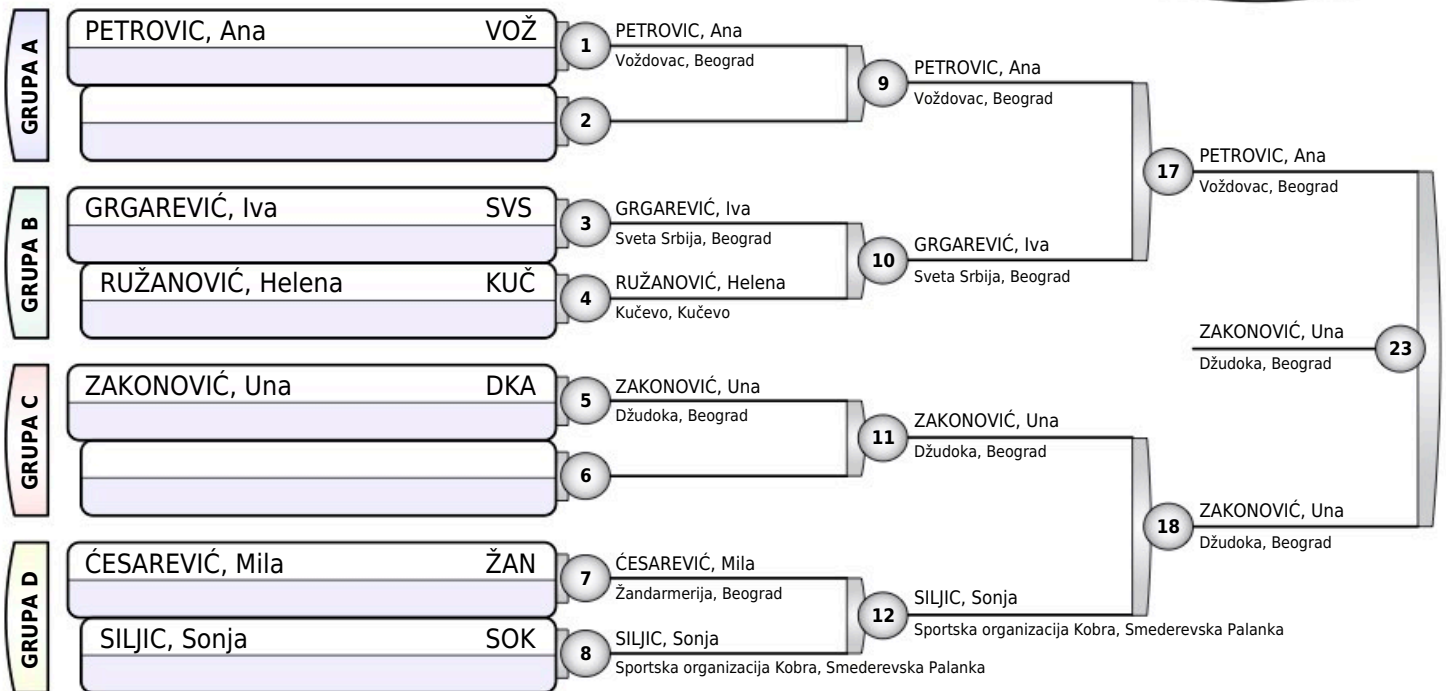 GRUPA A
PETROVIC, Ana VOŽ
1
PETROVIC, Ana
Voždovac, Beograd
2
9
PETROVIC, Ana
Voždovac, Beograd
GRUPA B
GRGAREVIĆ, Iva SVS
3
GRGAREVIĆ, Iva
Sveta Srbija, Beograd
RUŽANOVIĆ, Helena KUČ
4
RUŽANOVIĆ, Helena
Kučevo, Kučevo
10
GRGAREVIĆ, Iva
Sveta Srbija, Beograd
17
PETROVIC, Ana
Voždovac, Beograd
GRUPA C
ZAKONOVIĆ, Una DKA
5
ZAKONOVIĆ, Una
Džudoka, Beograd
6
11
ZAKONOVIĆ, Una
Džudoka, Beograd
GRUPA D
ĆESAREVIĆ, Mila ŽAN
7
ĆESAREVIĆ, Mila
Žandarmerija, Beograd
SILJIC, Sonja SOK
8
SILJIC, Sonja
Sportska organizacija Kobra, Smederevska Palanka
12
SILJIC, Sonja
Sportska organizacija Kobra, Smederevska Palanka
18
ZAKONOVIĆ, Una
Džudoka, Beograd
ZAKONOVIĆ, Una
Džudoka, Beograd
23